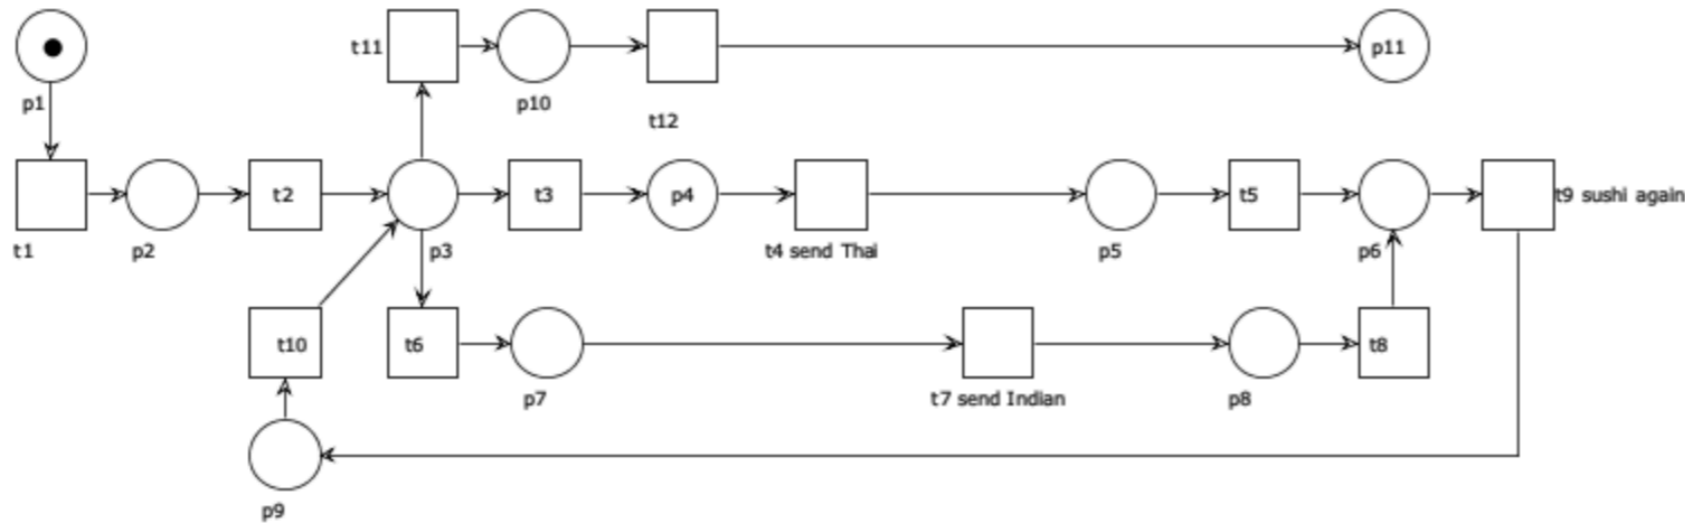 t11
p11
p1
p10
t12
t2
t3
p4
t5
t9 sushi again
t1
p2
p3
t4 send Thai
p5
p6
t10
t6
t8
p7
t7 send Indian
p8
p9